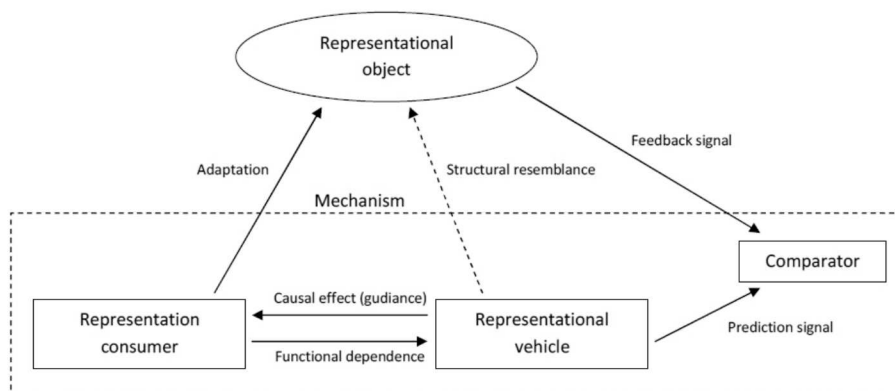 Representational
object
Feedback signal
Adaptation
Structural resemblance
Mechanism
Comparator
Causal effect (gudiance)
Representation
consumer
Representational
vehicle
Prediction signal
Functional dependence